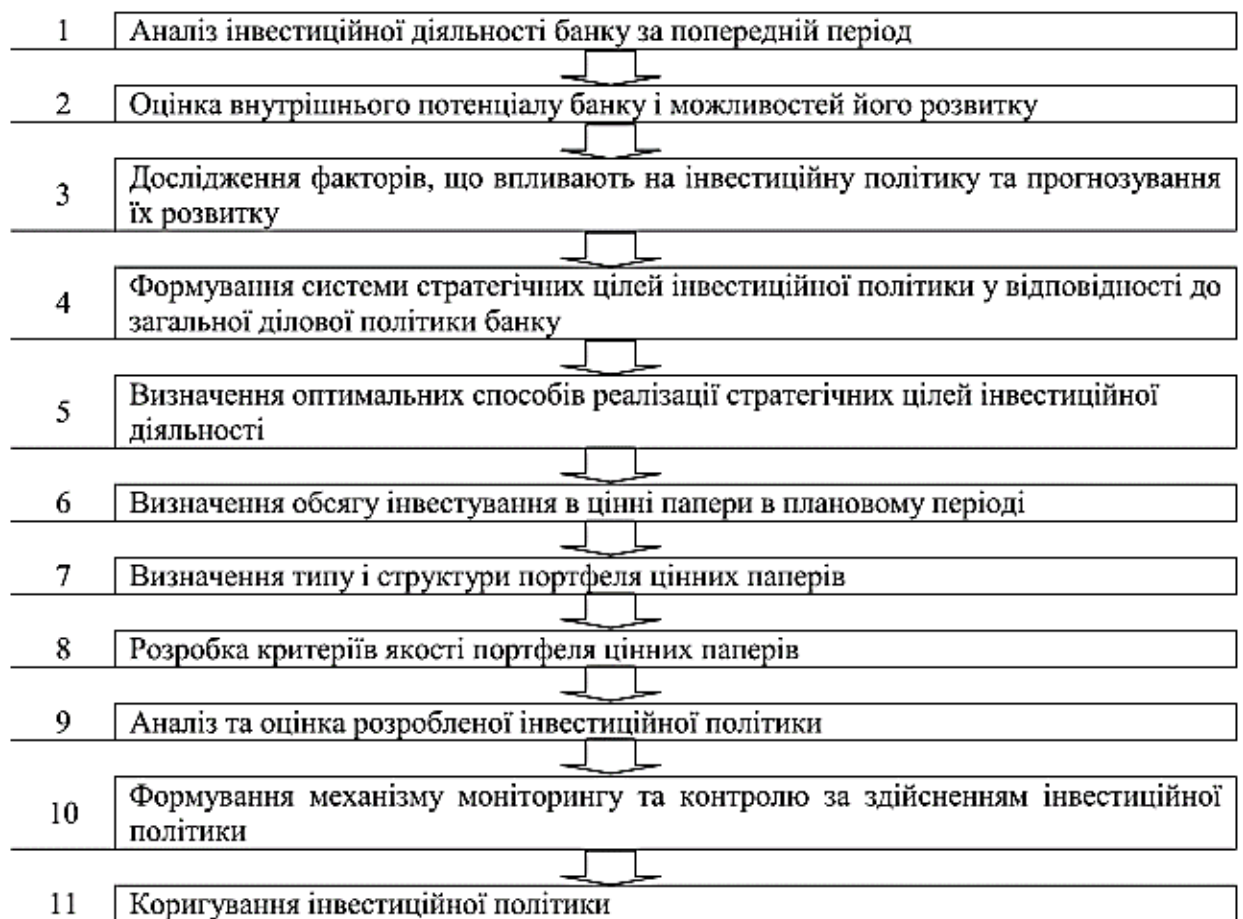 1 Аналіз інвестиційної діяльності банку за попередній період
2 Оцінка внутрішнього потенціалу банку і можливостей його розвитку
3 Дослідження факторів, що впливають на інвестиційну політику та прогнозування
їх розвитку
4 Формування системи стратегічних цілей інвестиційної політики у відповідності до
загальної ділової політики банку
5 Визначення оптимальних способів реалізації стратегічних цілей інвестиційної
діяльності
6 Визначення обсягу інвестування в цінні папери в плановому періоді
7 Визначення типу і структури портфеля цінних паперів
8 Розробка критеріїв якості портфеля цінних паперів
9 Аналіз та оцінка розробленої інвестиційної політики
10 Формування механізму моніторингу та контролю за здійсненням інвестиційної
політики
11 Коригування інвестиційної політики